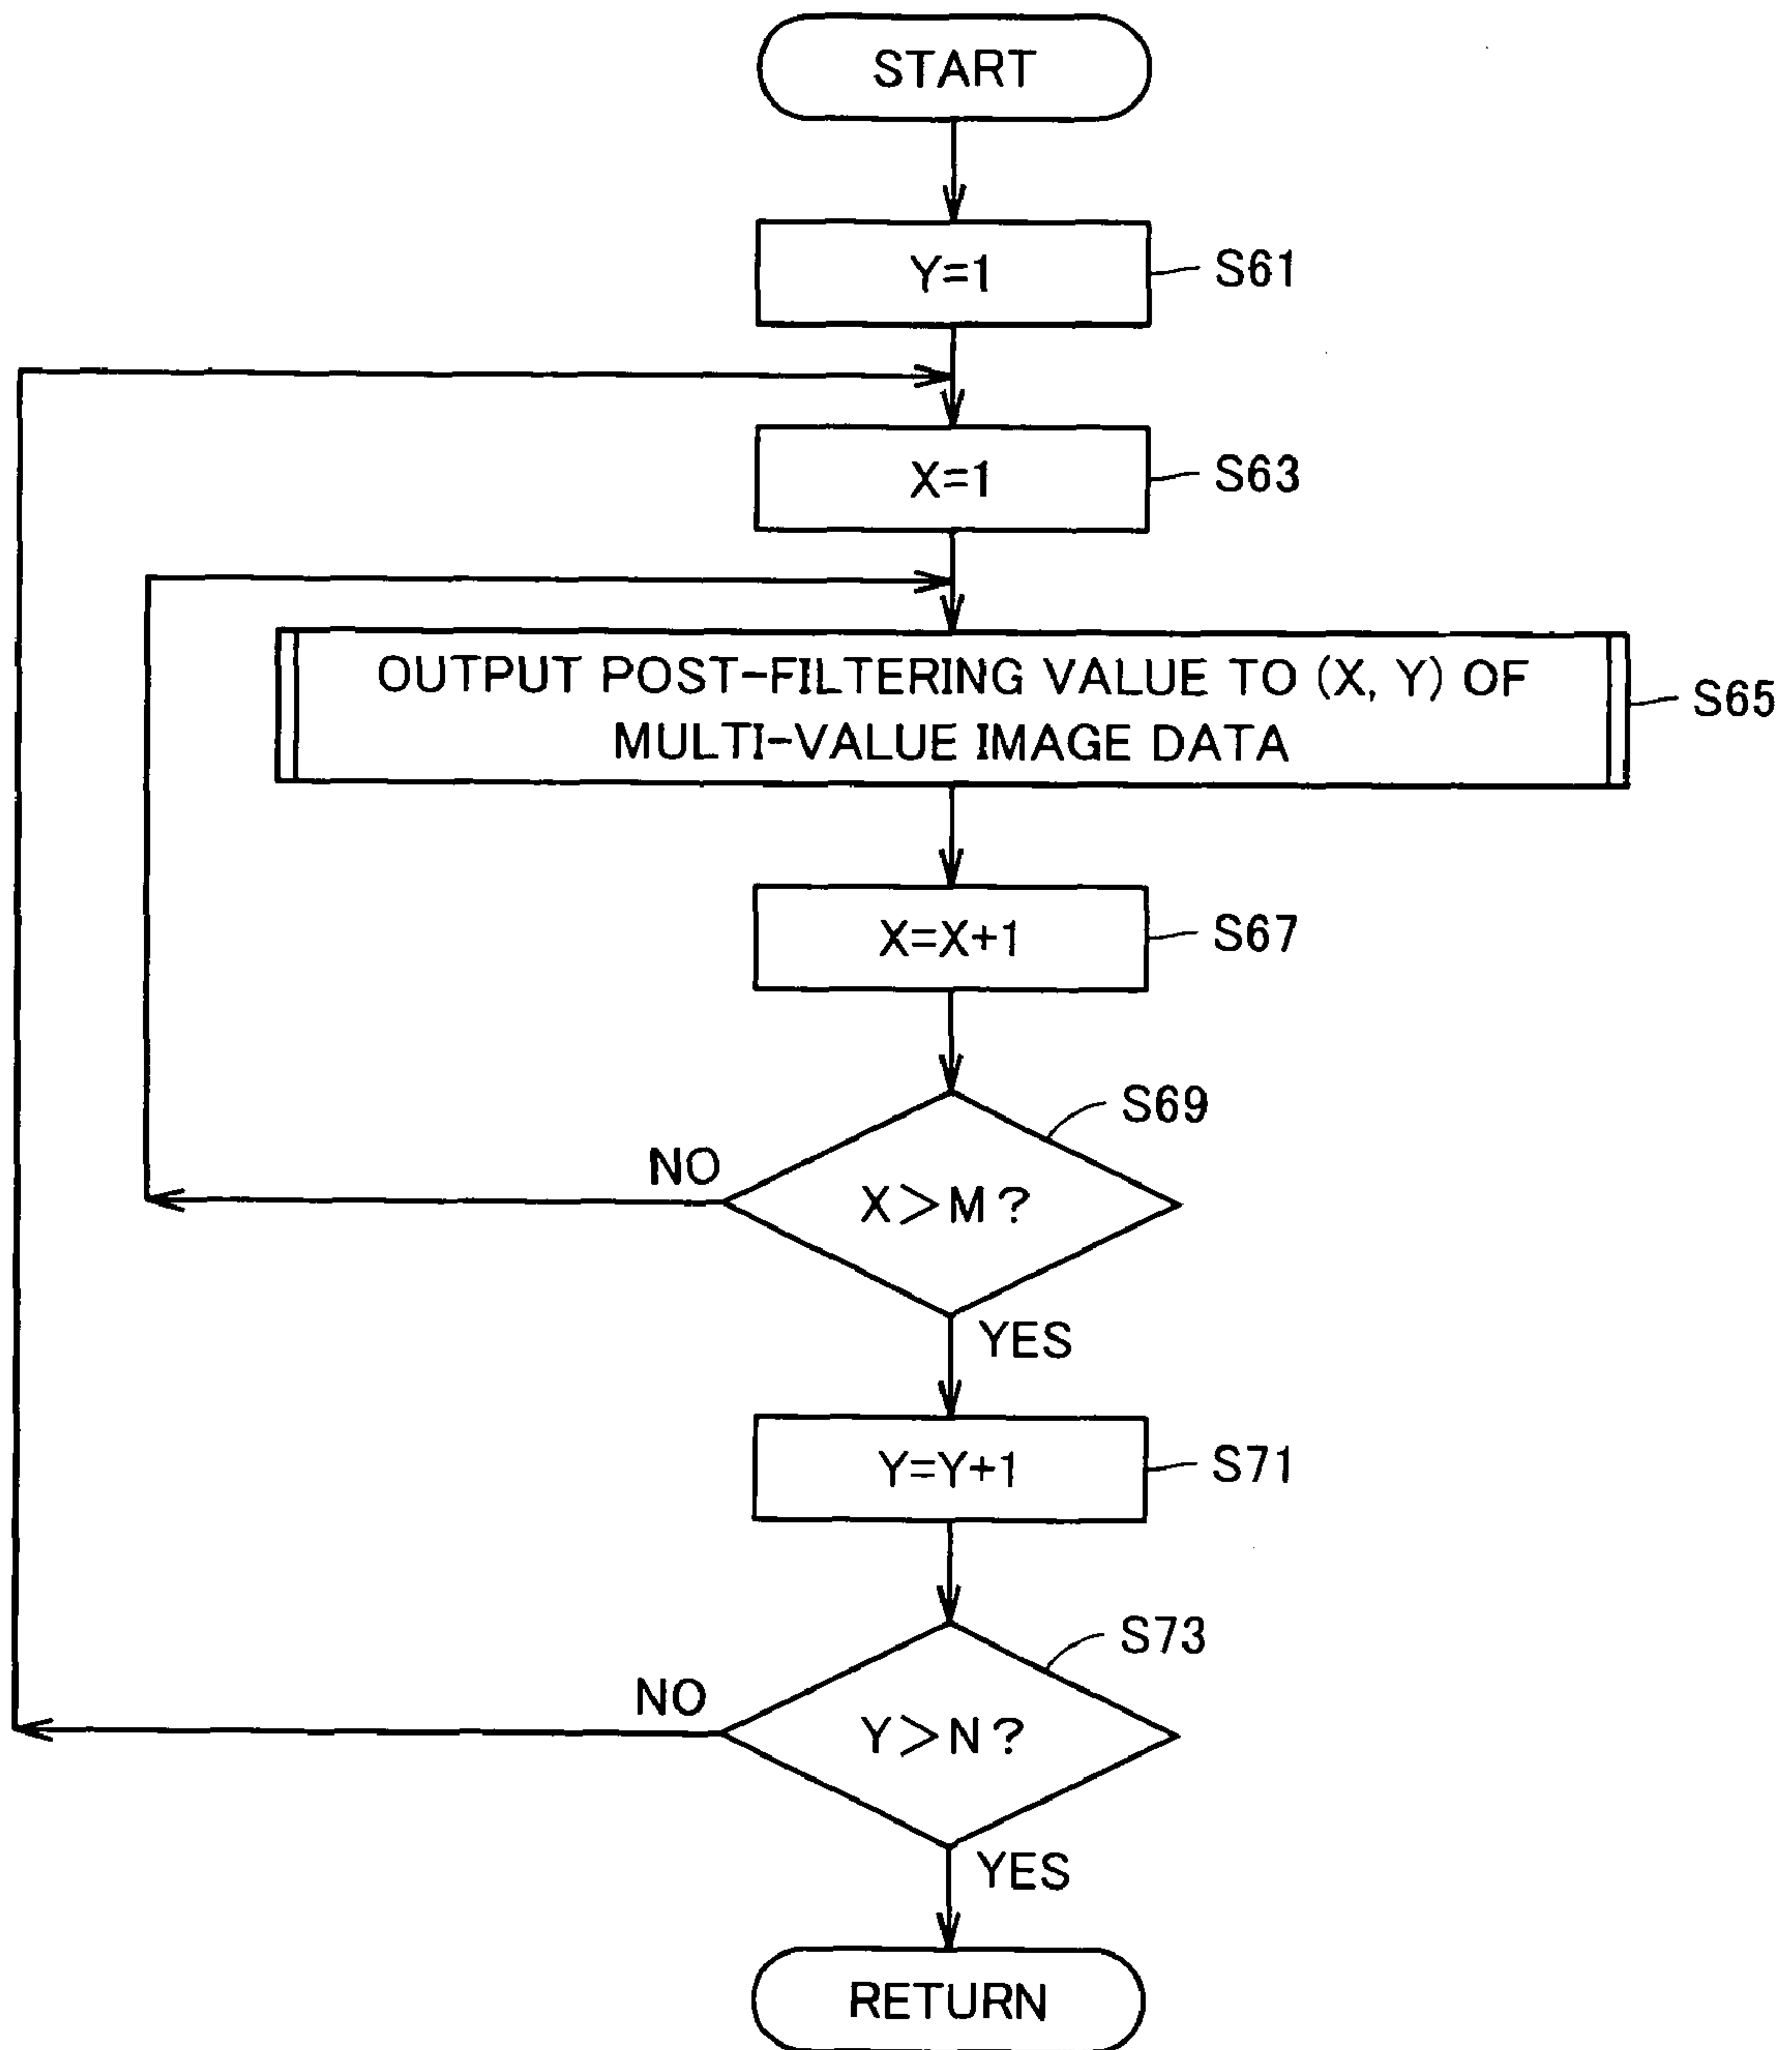 START
Y=1
S61
X=1
S63
OUTPUT POST-FILTERING VALUE TO (X, Y) OF
MULTI-VALUE IMAGE DATA
S65
X=X+1
S67
S69
NO
X>M?
YES
Y=Y+1
S71
S73
NO
Y>N?
YES
RETURN